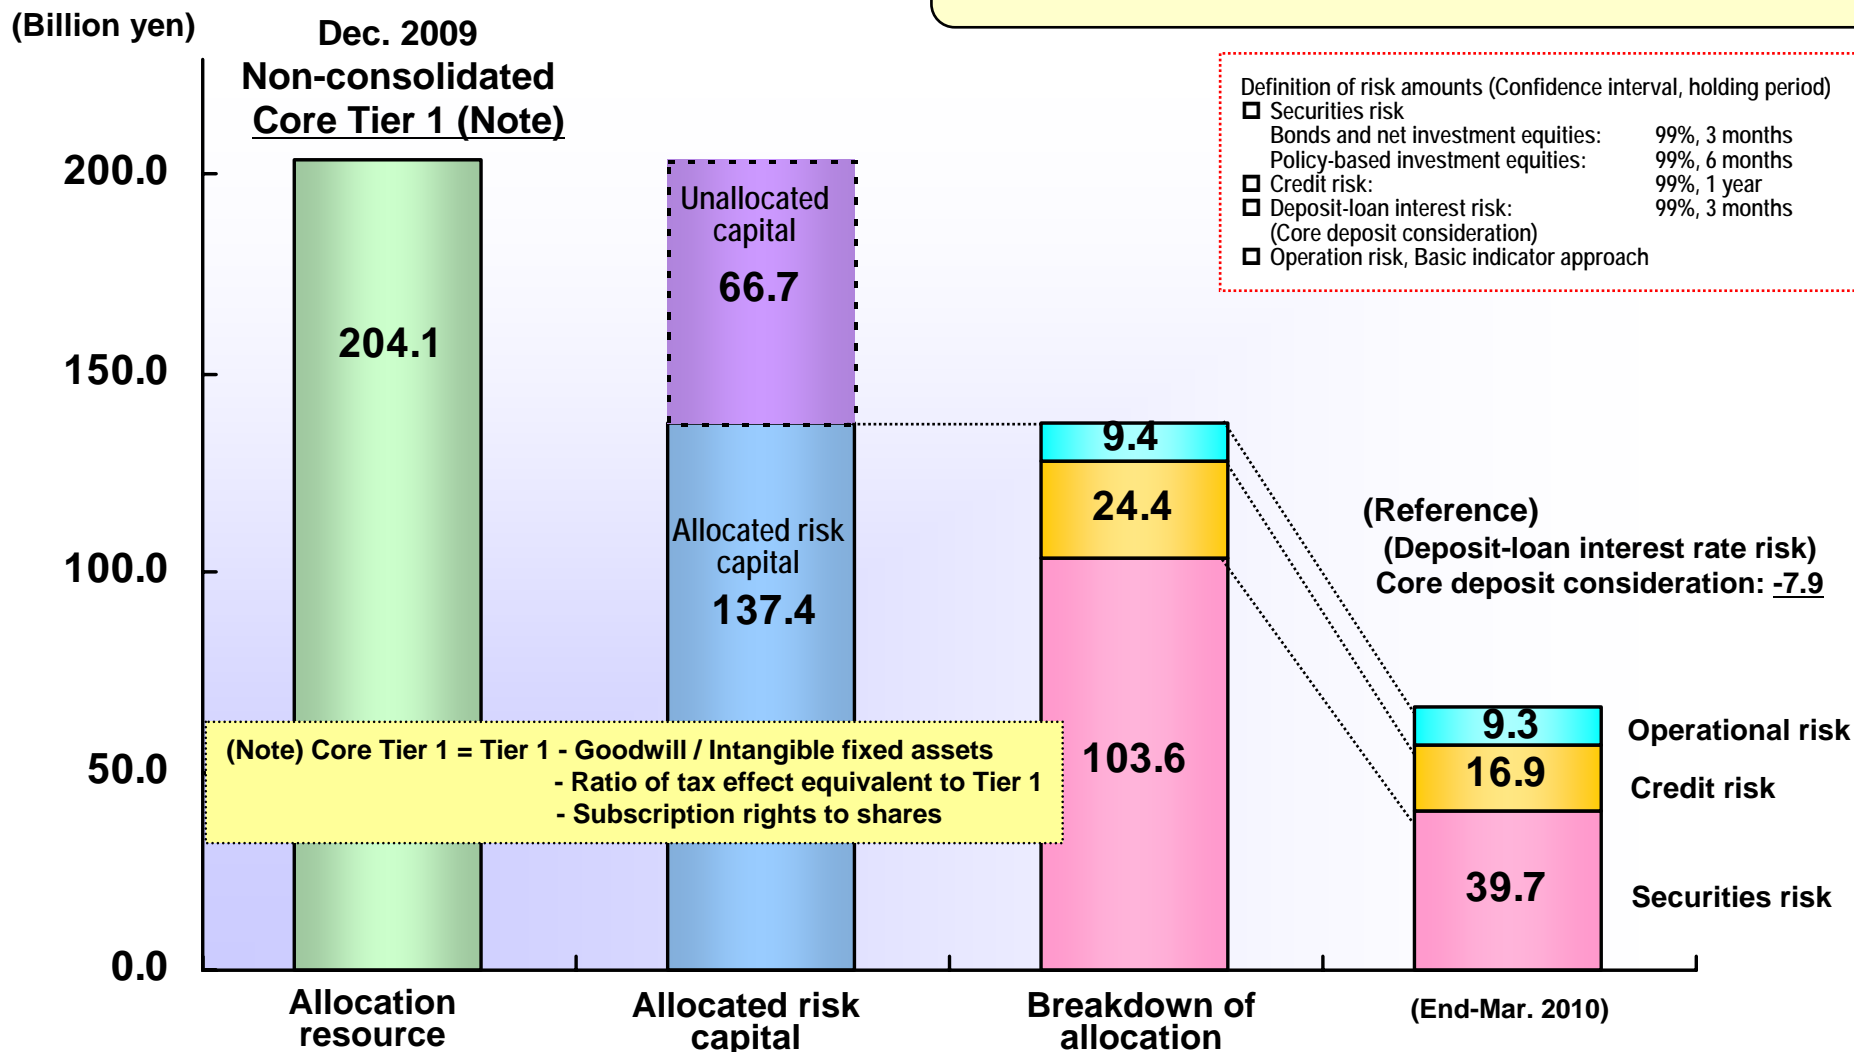 (Billion yen)
Dec. 2009
Non-consolidated
Core Tier 1 (Note)
Definition of risk amounts (Confidence interval, holding period)
Securities risk
Bonds and net investment equities: 99%, 3 months
Policy-based investment equities: 99%, 6 months
Credit risk: 99%, 1 year
Deposit-loan interest risk: 99%, 3 months
(Core deposit consideration)
Operation risk, Basic indicator approach
200.0
150.0
100.0
50.0
0.0
204.1
Unallocated
capital
66.7
Allocated risk
capital
137.4
9.4
24.4
103.6
(Reference)
(Deposit-loan interest rate risk)
Core deposit consideration: -7.9
9.3
16.9
39.7
Operational risk
Credit risk
Securities risk
(Note) Core Tier 1 = Tier 1 - Goodwill / Intangible fixed assets
- Ratio of tax effect equivalent to Tier 1
- Subscription rights to shares
Allocation
resource
Allocated risk
capital
Breakdown of
allocation
(End-Mar. 2010)